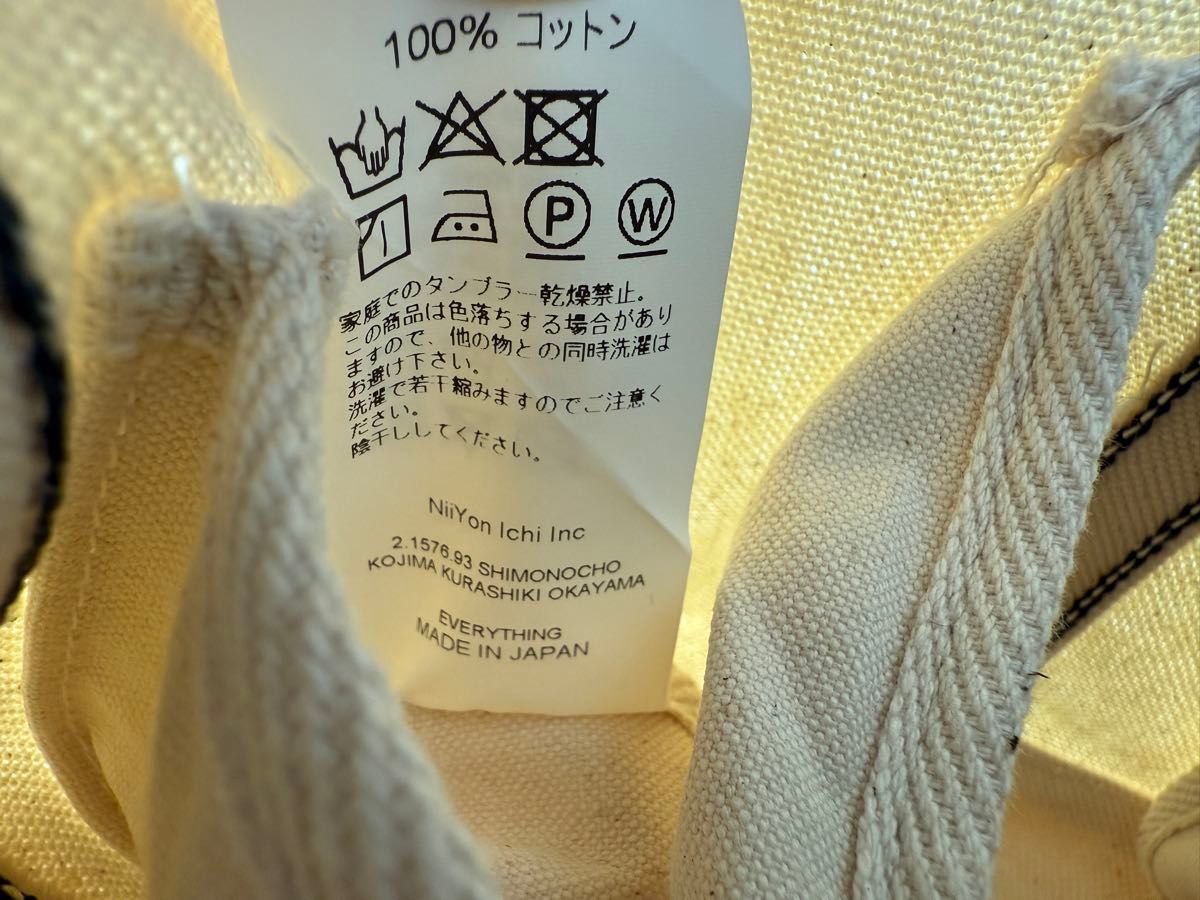 100% コットン
P W
家庭でのタンブラー乾燥禁止。
この商品は色落ちする場合があり
ますので、他の物との同時洗濯は
お避け下さい。
洗濯で若干縮みますのでご注意く
ださい。
陰干ししてください。
NiiYon Ichi Inc
2.1576.93 SHIMONOCHO
KOJIMA KURASHIKI OKAYAMA
EVERYTHING
MADE IN JAPAN